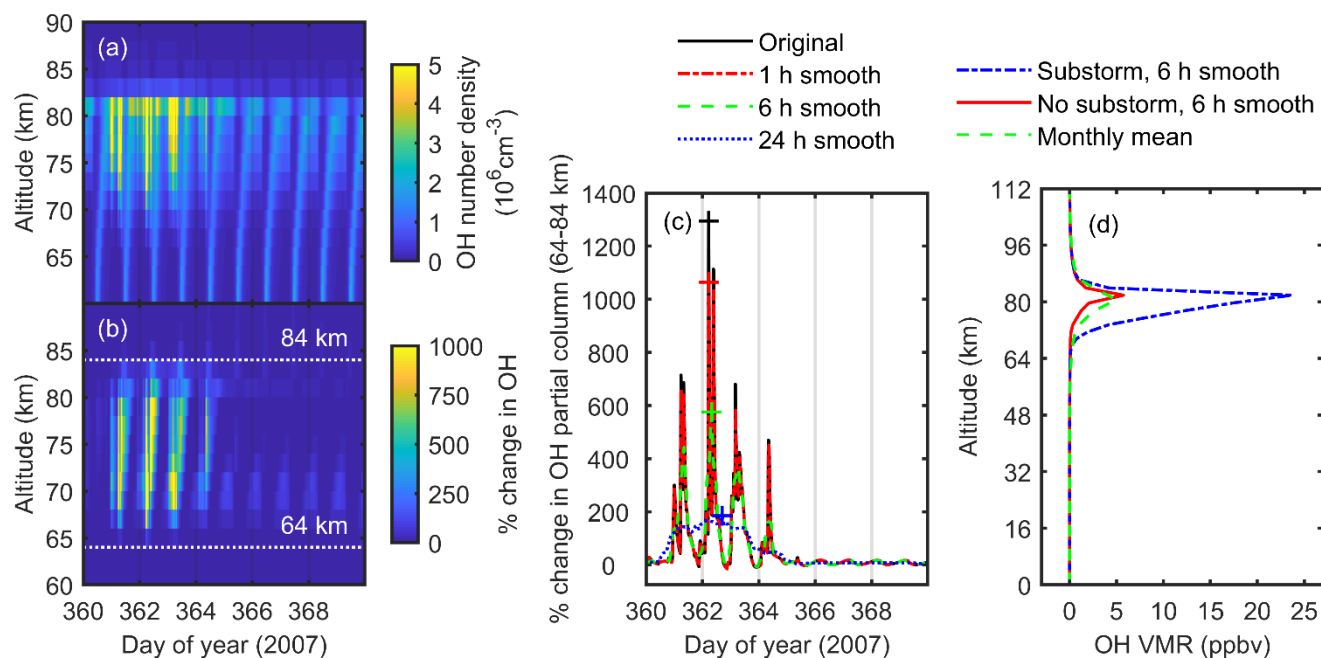 (a)
90
85
80
75
70
65
Altitude (km)
5
4
3
2
1
0
OH number density
(10⁶cm⁻³)
(b)
84 km
64 km
85
80
75
70
65
60
Altitude (km)
1000
750
500
250
0
% change in OH
360 362 364 366 368
Day of year (2007)
Original
1 h smooth
6 h smooth
24 h smooth
(c)
1400
1200
1000
800
600
400
200
0
% change in OH partial column (64-84 km)
360 362 364 366 368
Day of year (2007)
Substorm, 6 h smooth
No substorm, 6 h smooth
Monthly mean
(d)
112
96
80
64
48
32
16
0
Altitude (km)
0 5 10 15 20 25
OH VMR (ppbv)